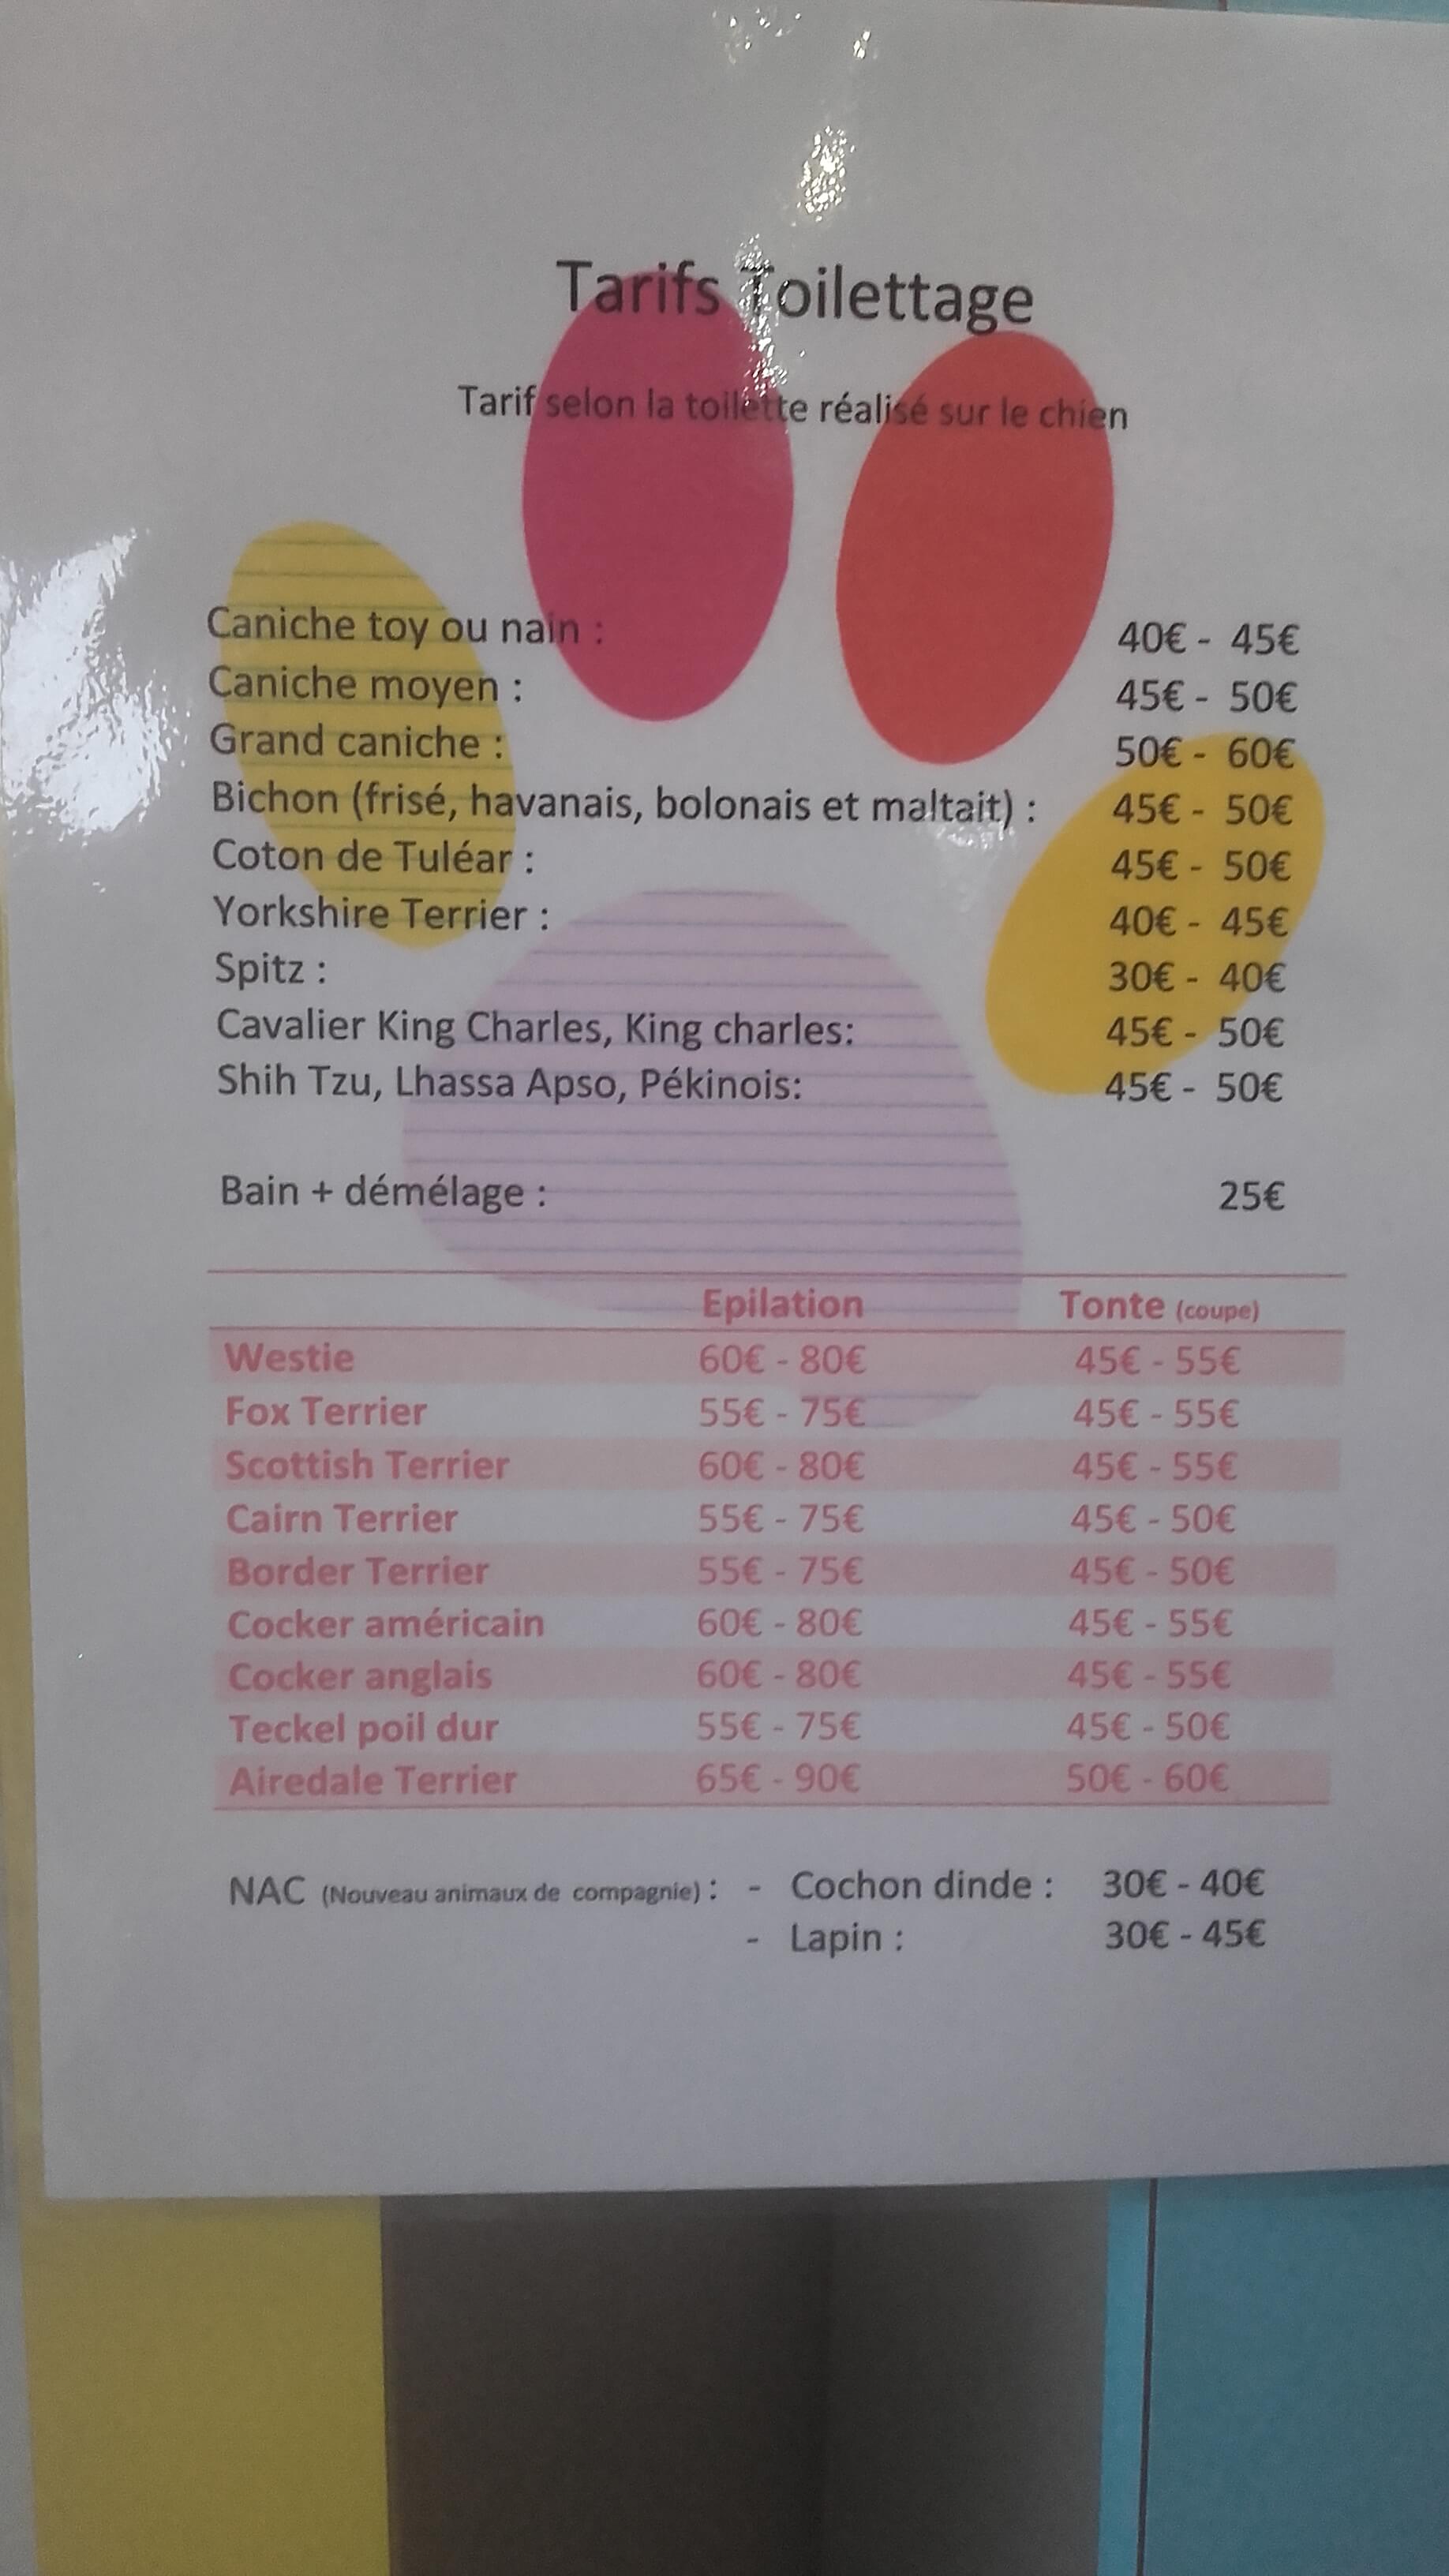 Tarifs Toilettage
Tarif selon la toilette réalisé sur le chien
Caniche toy ou nain : 40€ - 45€
Caniche moyen : 45€ - 50€
Grand caniche : 50€ - 60€
Bichon (frisé, havanais, bolonais et maltait) : 45€ - 50€
Coton de Tuléar : 45€ - 50€
Yorkshire Terrier : 40€ - 45€
Spitz : 30€ - 40€
Cavalier King Charles, King charles: 45€ - 50€
Shih Tzu, Lhassa Apso, Pékinois: 45€ - 50€
Bain + démélage : 25€
Epilation Tonte (coupe)
Westie 60€ - 80€ 45€ - 55€
Fox Terrier 55€ - 75€ 45€ - 55€
Scottish Terrier 60€ - 80€ 45€ - 55€
Cairn Terrier 55€ - 75€ 45€ - 50€
Border Terrier 55€ - 75€ 45€ - 50€
Cocker américain 60€ - 80€ 45€ - 55€
Cocker anglais 60€ - 80€ 45€ - 55€
Teckel poil dur 55€ - 75€ 45€ - 50€
Airedale Terrier 65€ - 90€ 50€ - 60€
NAC (Nouveau animaux de compagnie) : - Cochon dinde : 30€ - 40€
- Lapin : 30€ - 45€